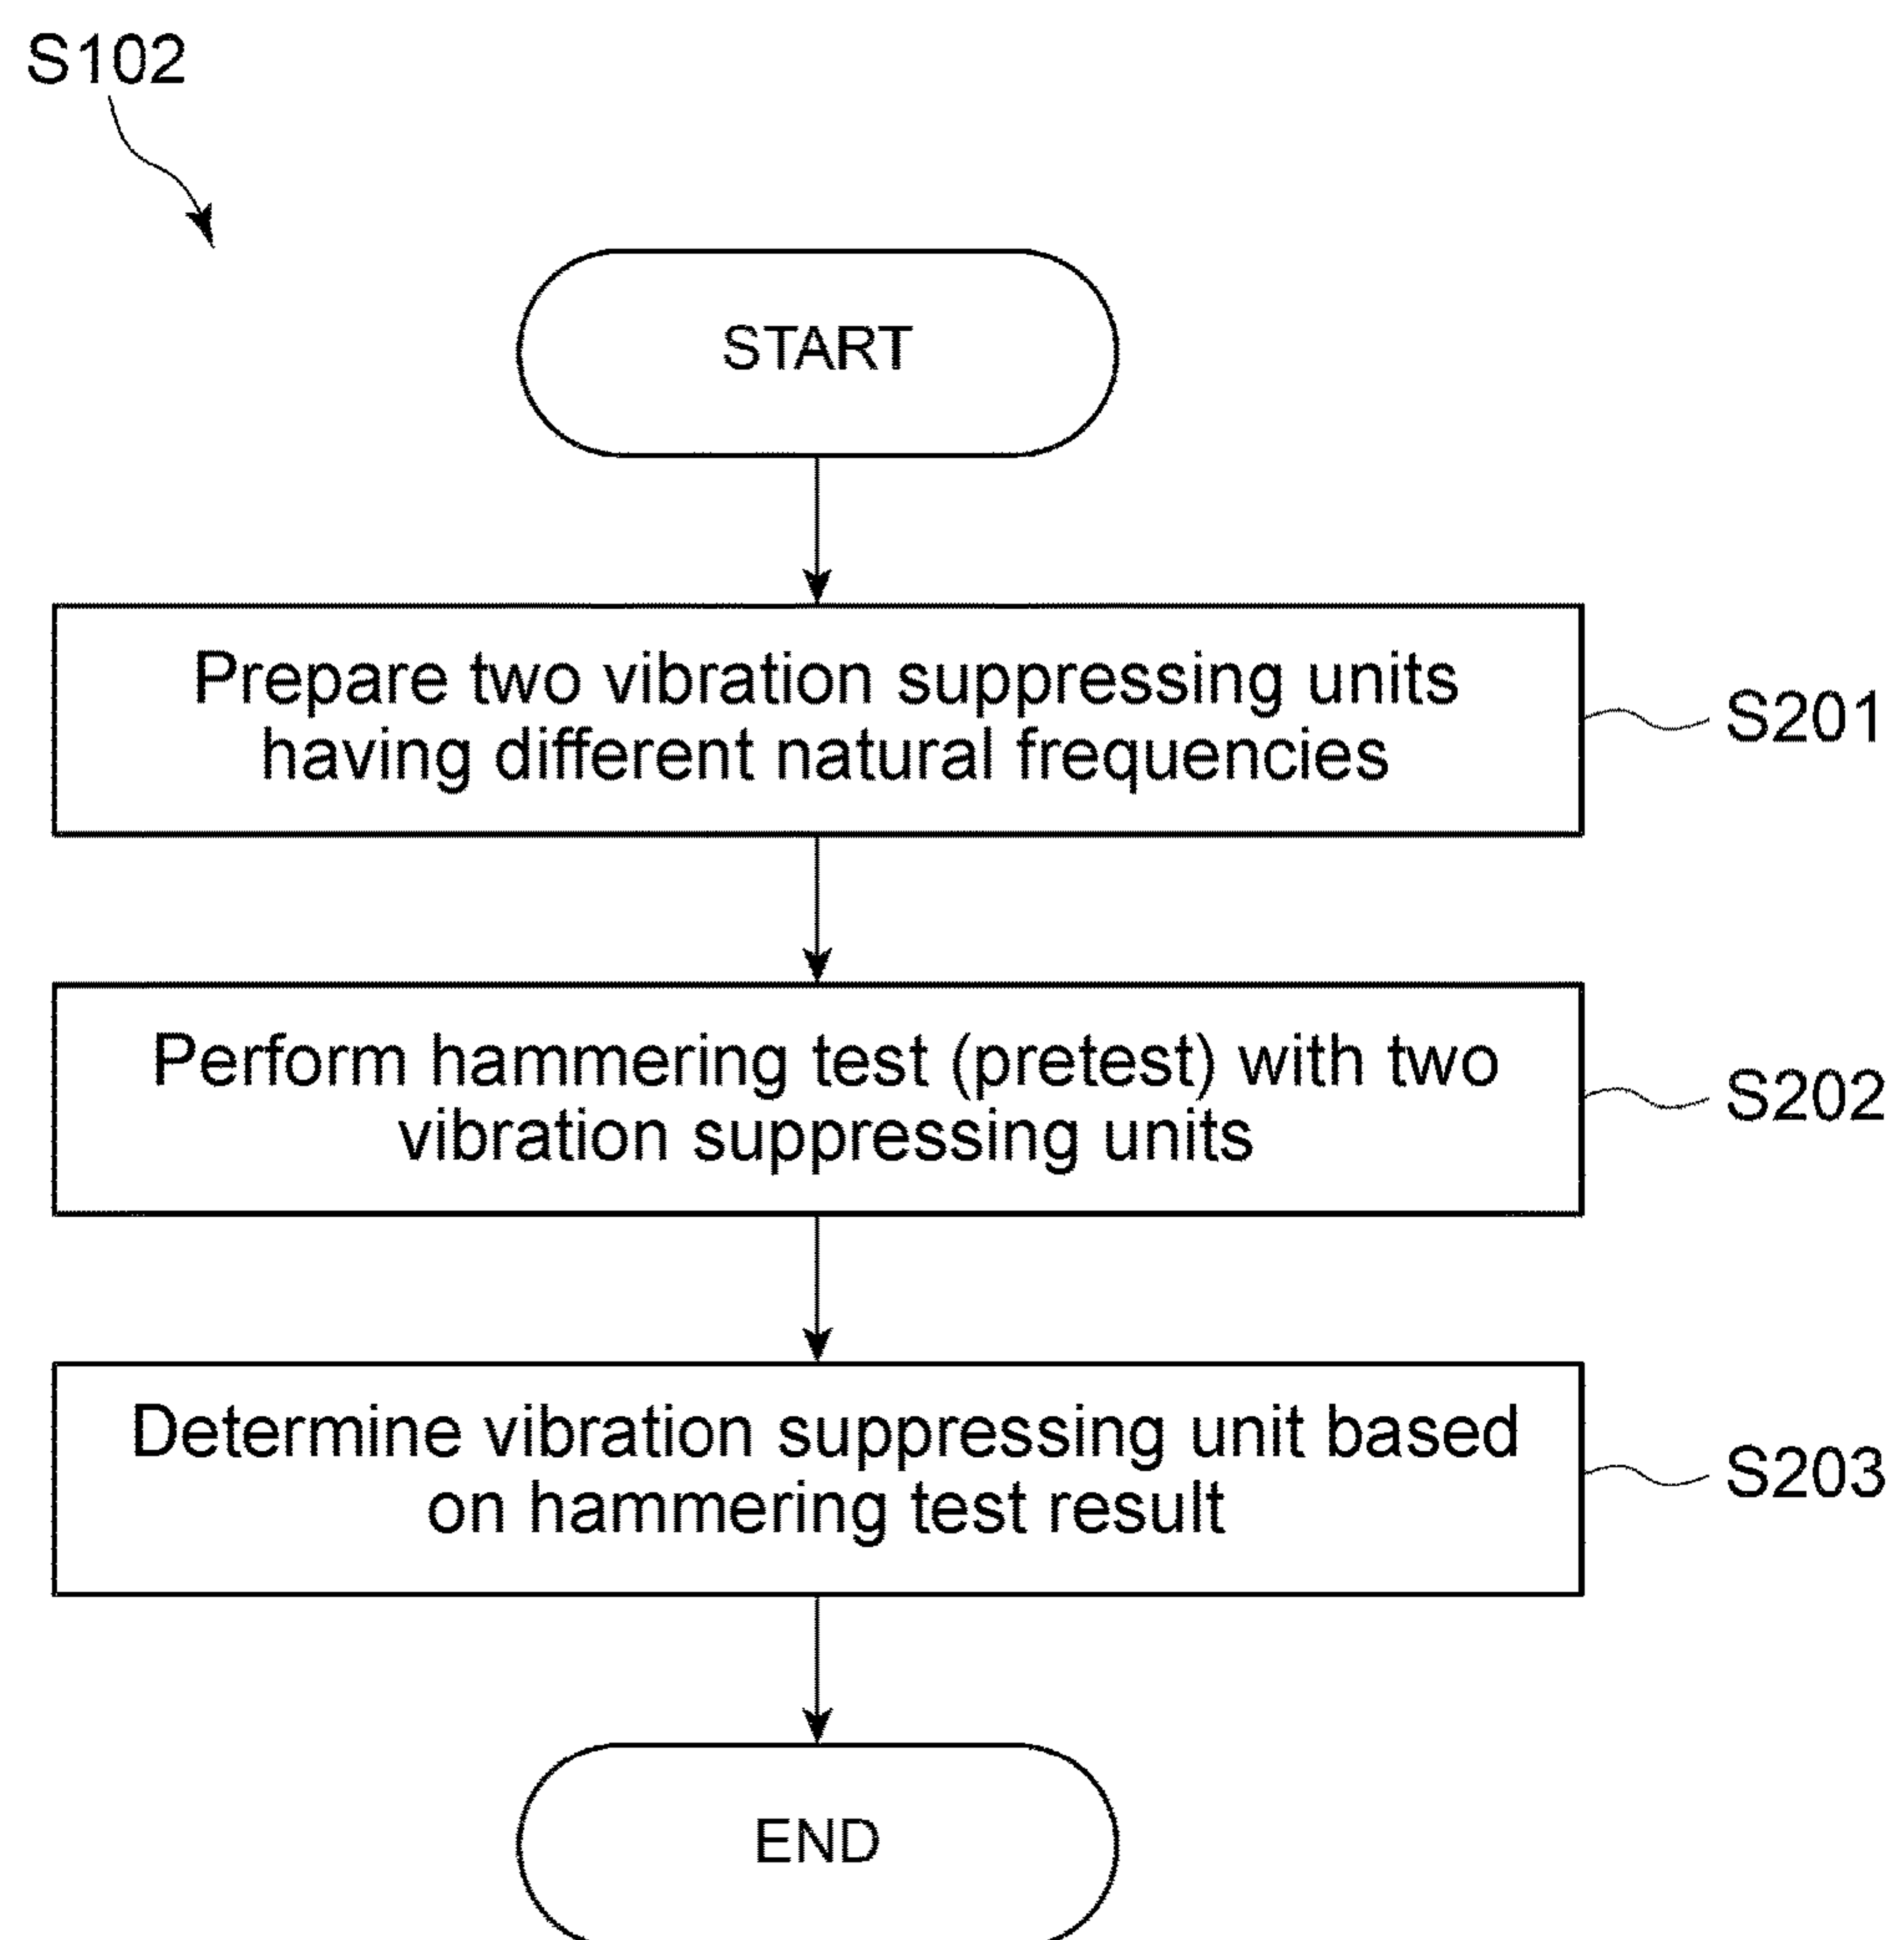 S102
START
Prepare two vibration suppressing units
having different natural frequencies
S201
Perform hammering test (pretest) with two
vibration suppressing units
S202
Determine vibration suppressing unit based
on hammering test result
S203
END